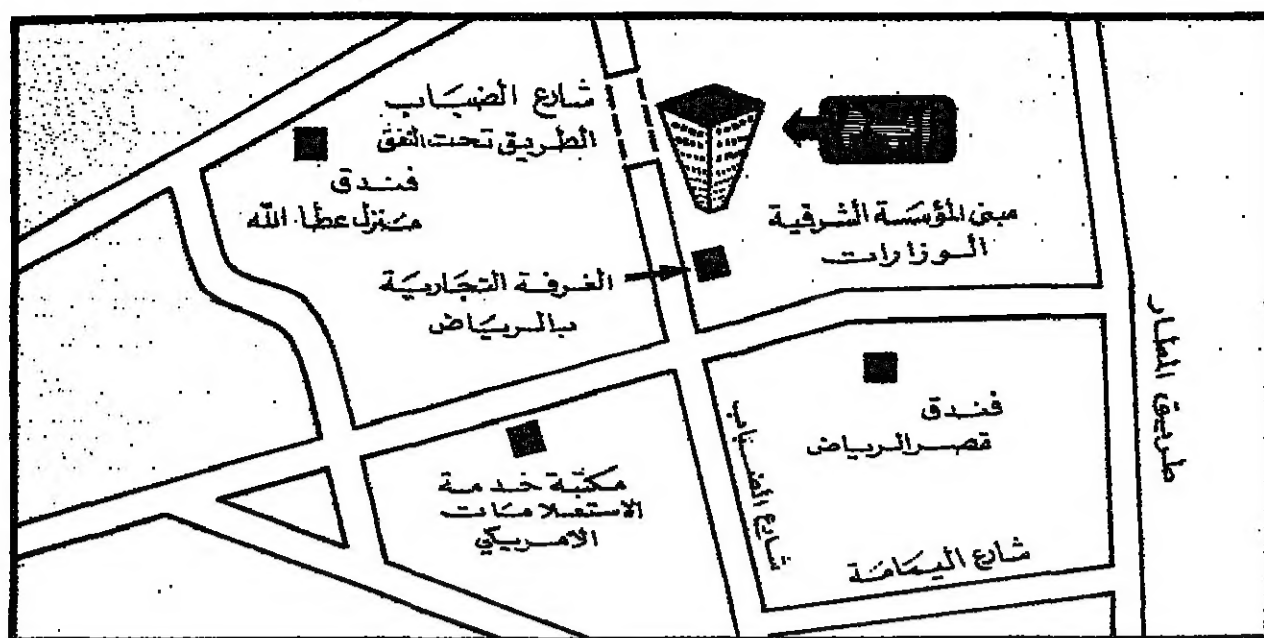 شارع الضباب
الطريق تحت النفق
فندق
منزل عطا الله
مبنى المؤسسة الشرقية
الوزارات
الغرفة التجارية
بالرياض
طريق المطار
فندق
قصر الرياض
شارع الضباب
مكتبة خدمة
الاستعلامات
الامريكي
شارع اليمامة